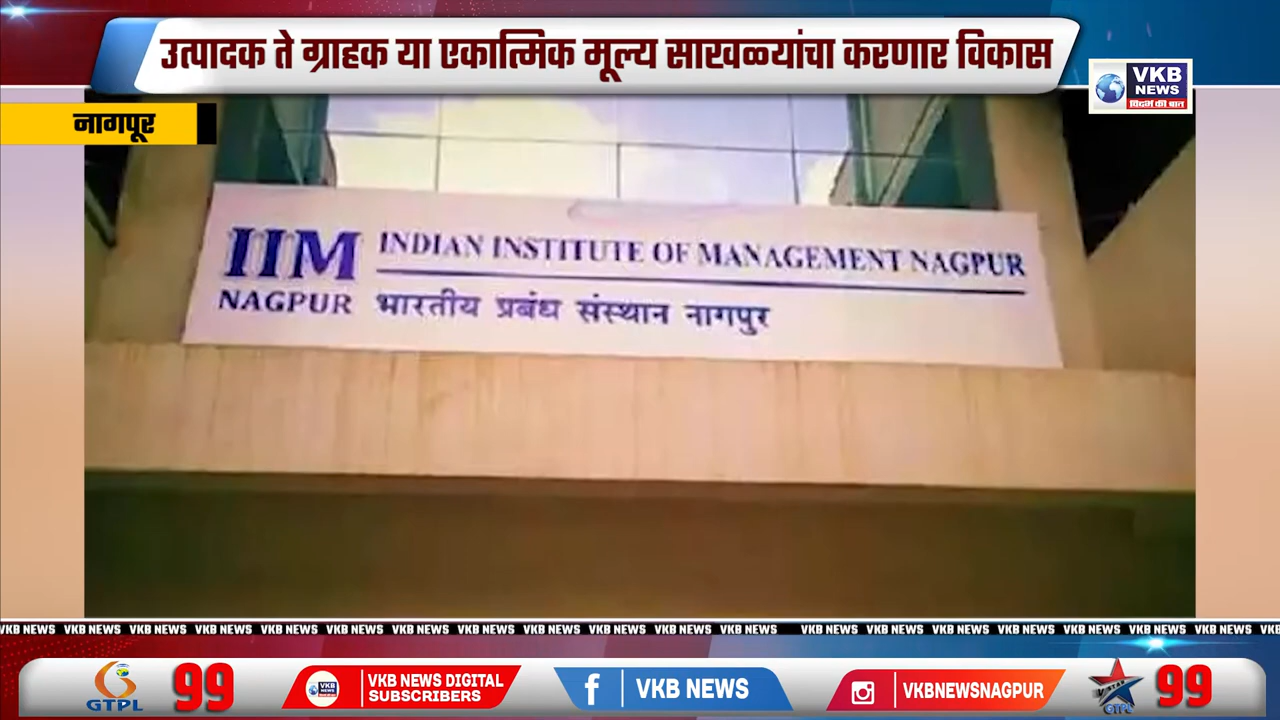 उत्पादक ते ग्राहक या एकात्मिक मूल्य साखळ्यांचा करणार विकास
VKB
NEWS
विदर्भ की बात
नागपूर
IIM
NAGPUR
INDIAN INSTITUTE OF MANAGEMENT NAGPUR
भारतीय प्रबंध संस्थान नागपुर
VKB NEWS VKB NEWS VKB NEWS VKB NEWS VKB NEWS VKB NEWS VKB NEWS VKB NEWS VKB NEWS VKB NEWS VKB NEWS VKB NEWS VKB NEWS VKB NEWS VKB NEWS VKB NEWS VKB NEWS VKB NEWS VKB NEWS
GTPL
99
VKB
NEWS
VKB NEWS DIGITAL
SUBSCRIBERS
f
VKB NEWS
VKBNEWSNAGPUR
V STAR
GTPL
99